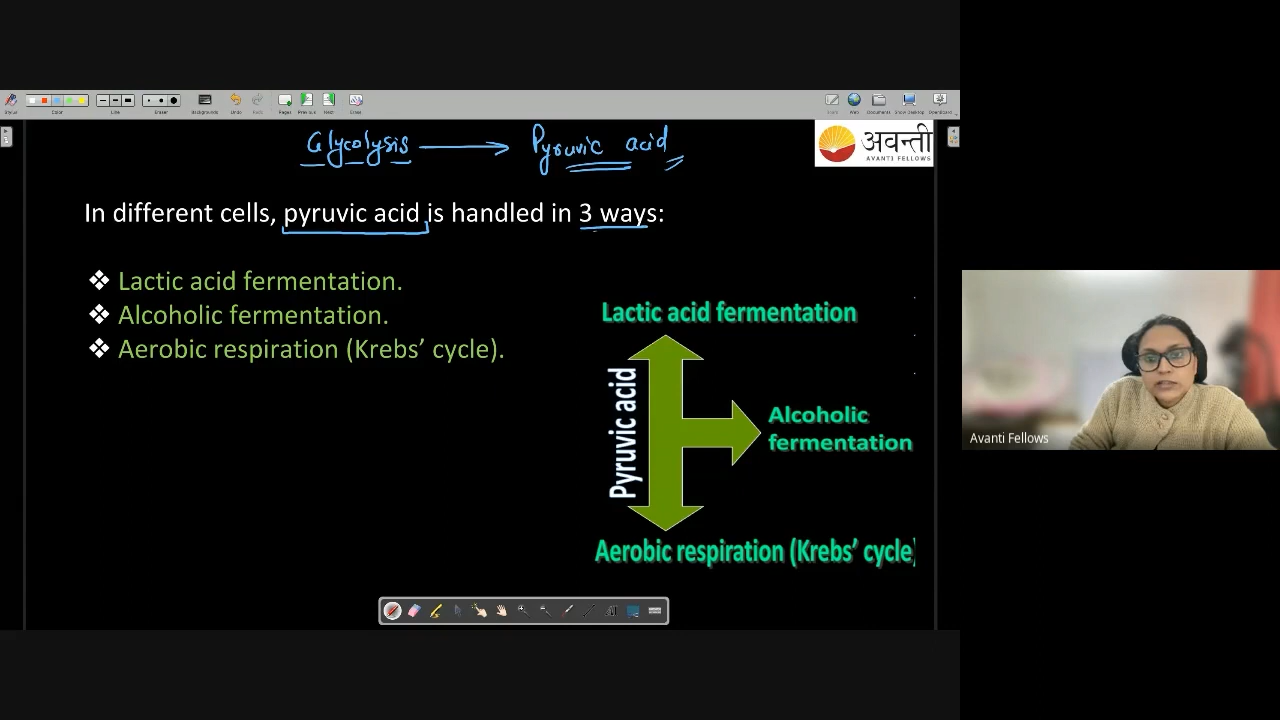 Glycolysis → Pyruvic acid
अवन्ती
AVANTI FELLOWS
In different cells, pyruvic acid is handled in 3 ways:
❖ Lactic acid fermentation.
❖ Alcoholic fermentation.
❖ Aerobic respiration (Krebs’ cycle).
Lactic acid fermentation
Pyruvic acid
Alcoholic
fermentation
Aerobic respiration (Krebs’ cycle)
Avanti Fellows